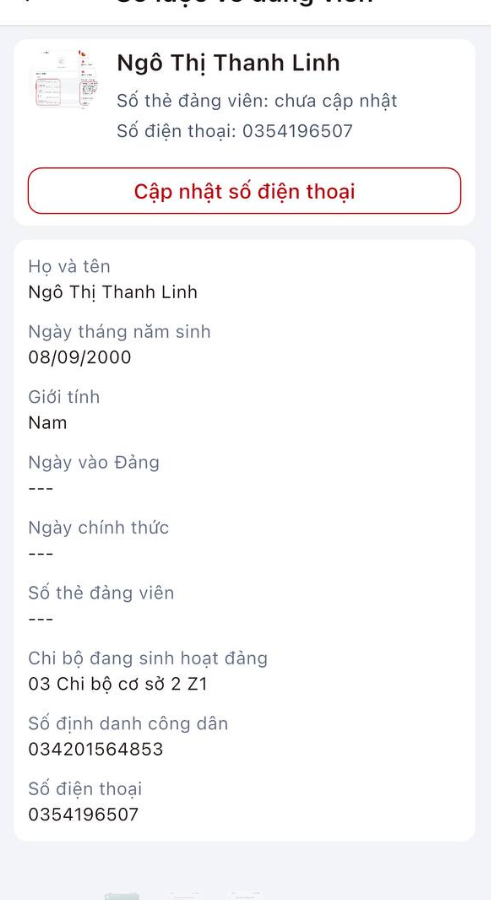 Ngô Thị Thanh Linh
Số thẻ đảng viên: chưa cập nhật
Số điện thoại: 0354196507
Cập nhật số điện thoại
Họ và tên
Ngô Thị Thanh Linh
Ngày tháng năm sinh
08/09/2000
Giới tính
Nam
Ngày vào Đảng
---
Ngày chính thức
---
Số thẻ đảng viên
---
Chi bộ đang sinh hoạt đảng
03 Chi bộ cơ sở 2 Z1
Số định danh công dân
034201564853
Số điện thoại
0354196507